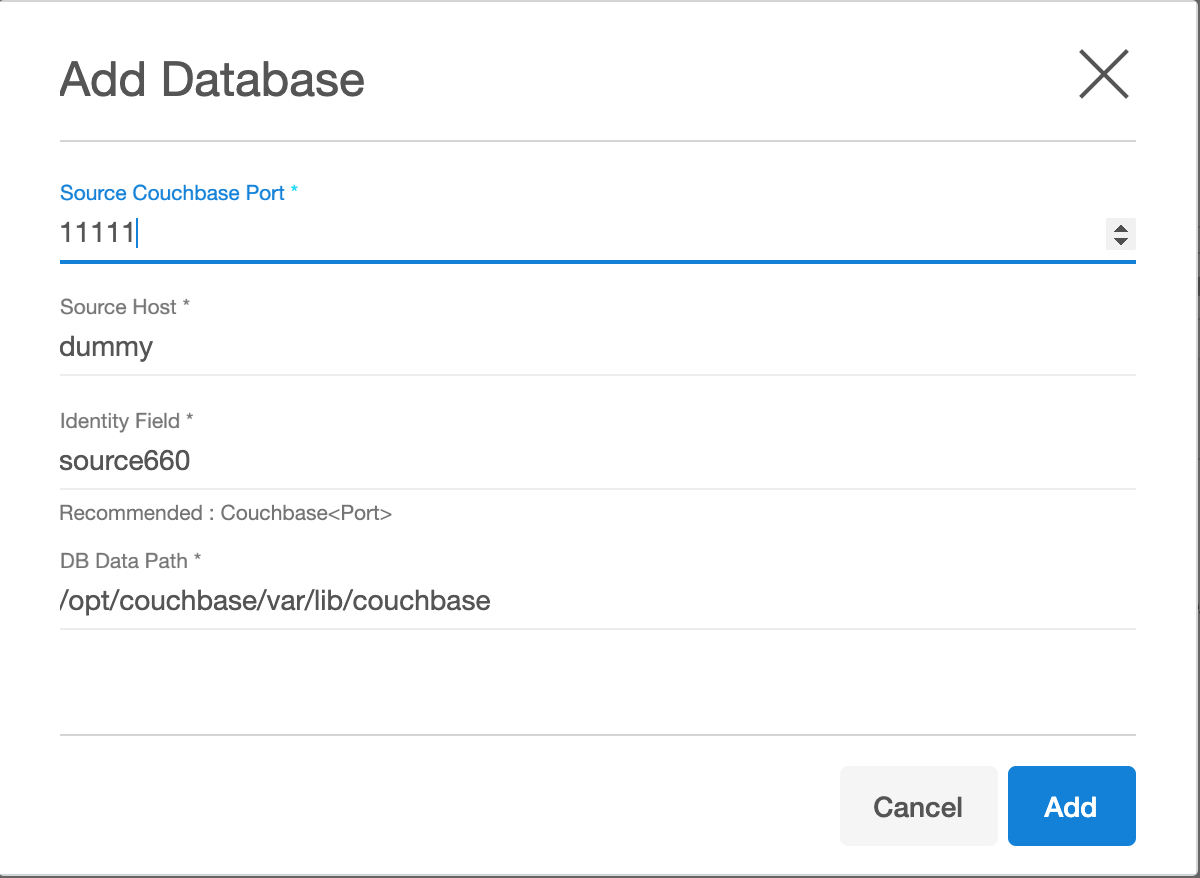 Add Database
Source Couchbase Port *
11111
Source Host *
dummy
Identity Field *
source660
Recommended : Couchbase<Port>
DB Data Path *
/opt/couchbase/var/lib/couchbase
Cancel
Add